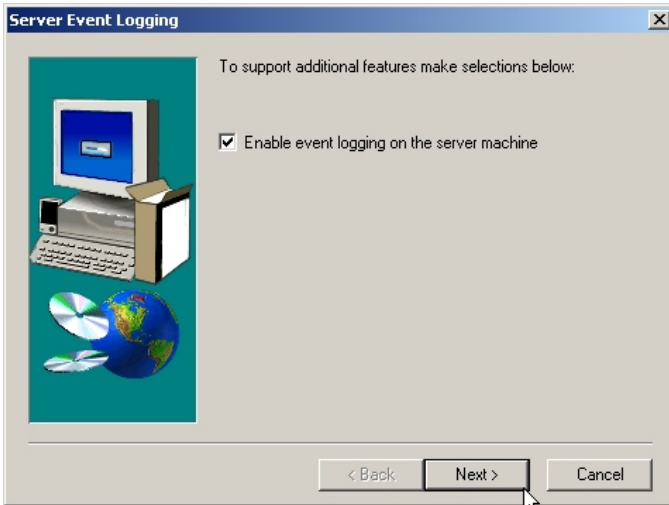 Server Event Logging
To support additional features make selections below:
Enable event logging on the server machine
< Back
Next >
Cancel